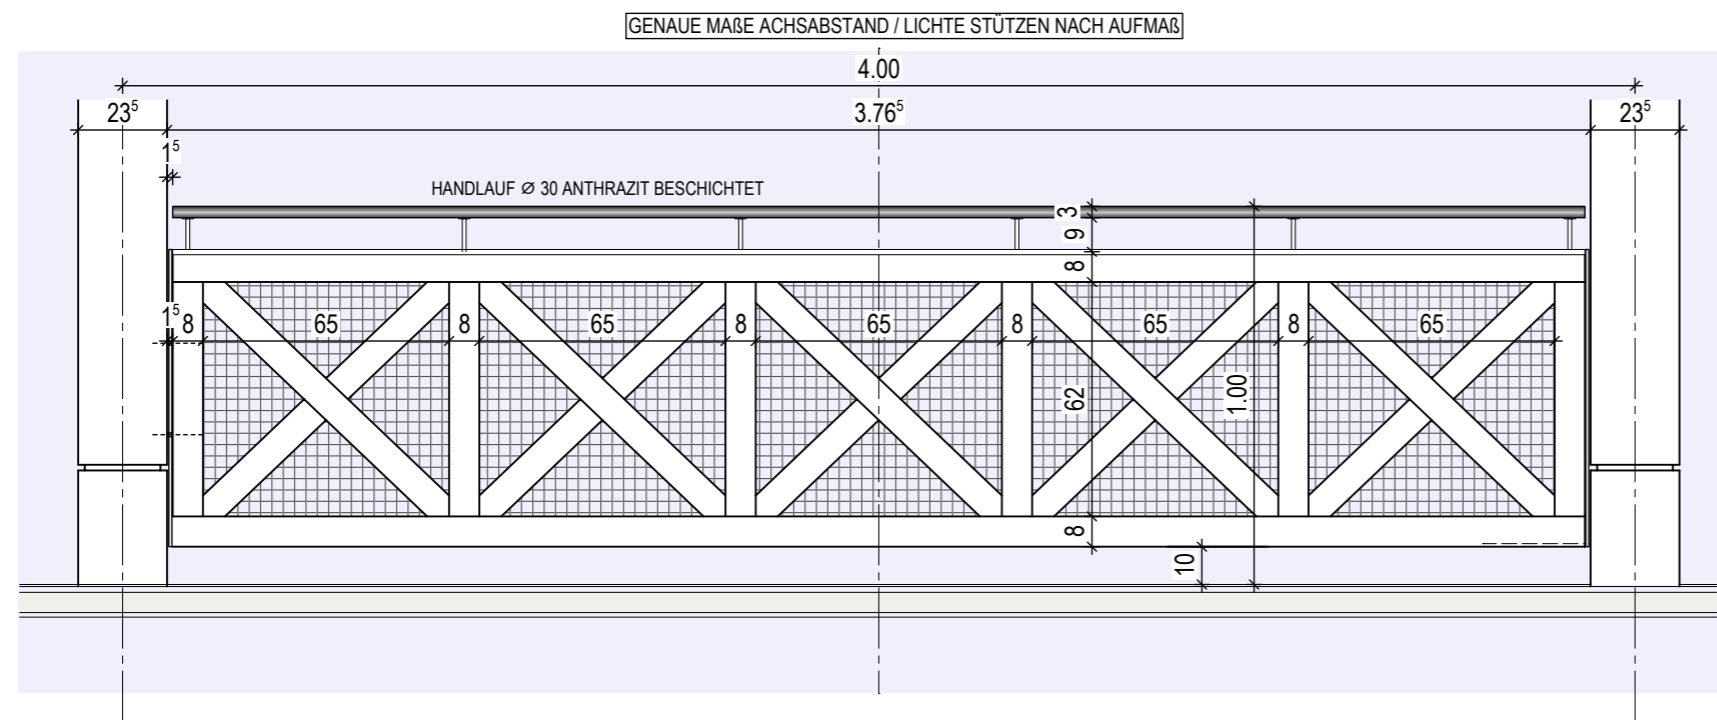 GENAUE MAßE ACHSABSTAND / LICHTE STÜTZEN NACH AUFMAß
4.00
23⁵ 3.76⁵ 23⁵
1⁵
HANDLAUF ⌀ 30 ANTHRAZIT BESCHICHTET
3
9
8
1⁵
8 65 8 65 8 65 8 65 8 65
62
1.00
8
10